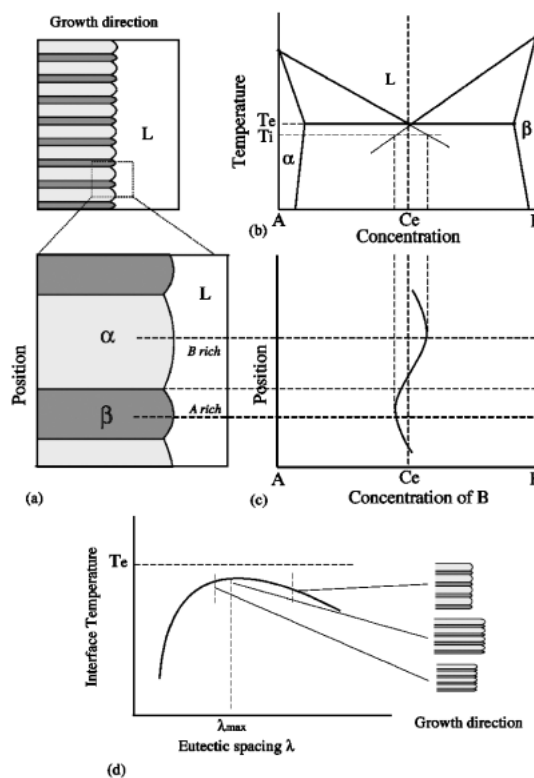 Growth direction
L
(a)
Position
α
β
L
B rich
A rich
(b)
Temperature
Te
Ti
L
α
β
A
Ce
Concentration
(c)
Position
A
Ce
Concentration of B
(d)
Interface Temperature
Te
λmax
Eutectic spacing λ
Growth direction